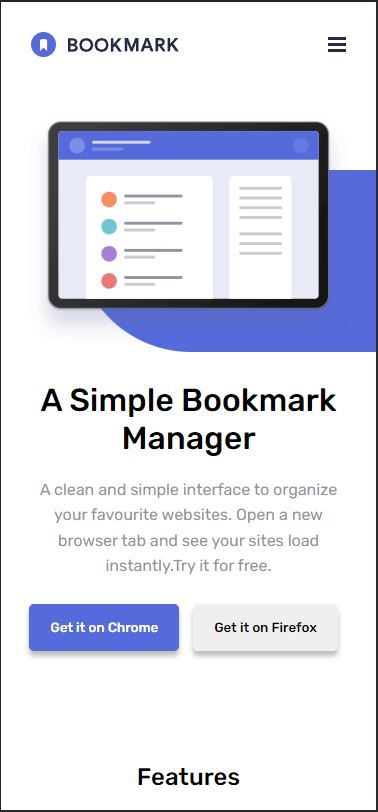 BOOKMARK
A Simple Bookmark
Manager
A clean and simple interface to organize
your favourite websites. Open a new
browser tab and see your sites load
instantly.Try it for free.
Get it on Chrome
Get it on Firefox
Features